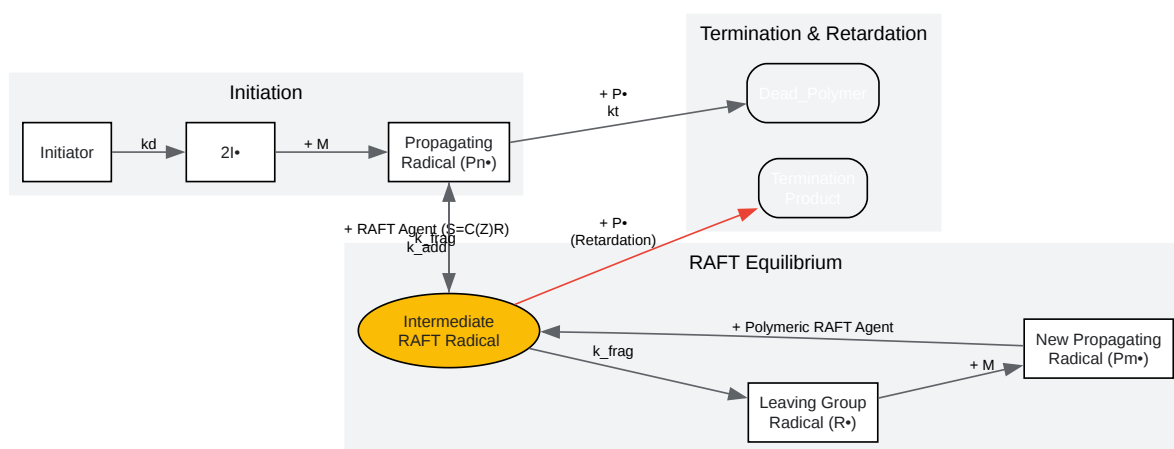 Termination & Retardation
Dead_Polymer
Termination
Product
Initiation
Initiator
kd
2I•
+ M
Propagating
Radical (Pn•)
+ P•
kt
+ RAFT Agent (S=C(Z)R)
k_add
k_frag
+ P•
(Retardation)
RAFT Equilibrium
Intermediate
RAFT Radical
+ Polymeric RAFT Agent
New Propagating
Radical (Pm•)
k_frag
+ M
Leaving Group
Radical (R•)